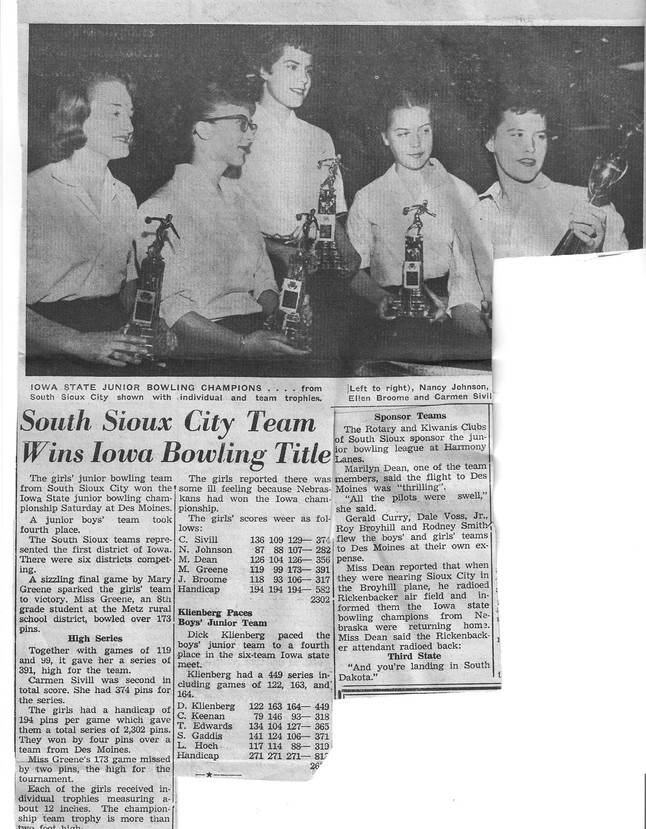 IOWA STATE JUNIOR BOWLING CHAMPIONS . . . . from
South Sioux City shown with individual and team trophies.
(Left to right), Nancy Johnson,
Ellen Broome and Carmen Sivil
South Sioux City Team
Wins Iowa Bowling Title
The girls' junior bowling team
from South Sioux City won the
Iowa State junior bowling cham-
pionship Saturday at Des Moines.
A junior boys' team took
fourth place.
The South Sioux teams repre-
sented the first district of Iowa.
There were six districts compet-
ing.
A sizzling final game by Mary
Greene sparked the girls' team
to victory. Miss Greene, an 8th
grade student at the Metz rural
school district, bowled over 173
pins.
High Series
Together with games of 119
and 99, it gave her a series of
391, high for the team.
Carmen Sivill was second in
total score. She had 374 pins for
the series.
The girls had a handicap of
194 pins per game which gave
them a total series of 2,302 pins.
They won by four pins over a
team from Des Moines.
Miss Greene's 173 game missed
by two pins, the high for the
tournament.
Each of the girls received in-
dividual trophies measuring a-
bout 12 inches. The champion-
ship team trophy is more than
two feet high.
The girls reported there was
some ill feeling because Nebras-
kans had won the Iowa cham-
pionship.
The girls' scores weer as fol-
lows:
C. Sivill 136 109 129— 374
N. Johnson 87 88 107— 282
M. Dean 126 104 126— 356
M. Greene 119 99 173— 391
J. Broome 118 93 106— 317
Handicap 194 194 194— 582
2302
Klienberg Paces
Boys' Junior Team
Dick Klienberg paced the
boys' junior team to a fourth
place in the six-team Iowa state
meet.
Klienberg had a 449 series in-
cluding games of 122, 163, and
164.
D. Klienberg 122 163 164— 449
C. Keenan 79 146 93— 318
T. Edwards 134 104 127— 365
S. Gaddis 141 124 106— 371
L. Hoch 117 114 88— 319
Handicap 271 271 271— 813
26
Sponsor Teams
The Rotary and Kiwanis Clubs
of South Sioux sponsor the jun-
ior bowling league at Harmony
Lanes.
Marilyn Dean, one of the team
members, said the flight to Des
Moines was "thrilling".
"All the pilots were swell,"
she said.
Gerald Curry, Dale Voss, Jr.,
Roy Broyhill and Rodney Smith
flew the boys' and girls' teams
to Des Moines at their own ex-
pense.
Miss Dean reported that when
they were nearing Sioux City in
the Broyhill plane, he radioed
Rickenbacker air field and in-
formed them the Iowa state
bowling champions from Ne-
braska were returning home.
Miss Dean said the Rickenback-
er attendant radioed back:
Third State
"And you're landing in South
Dakota."